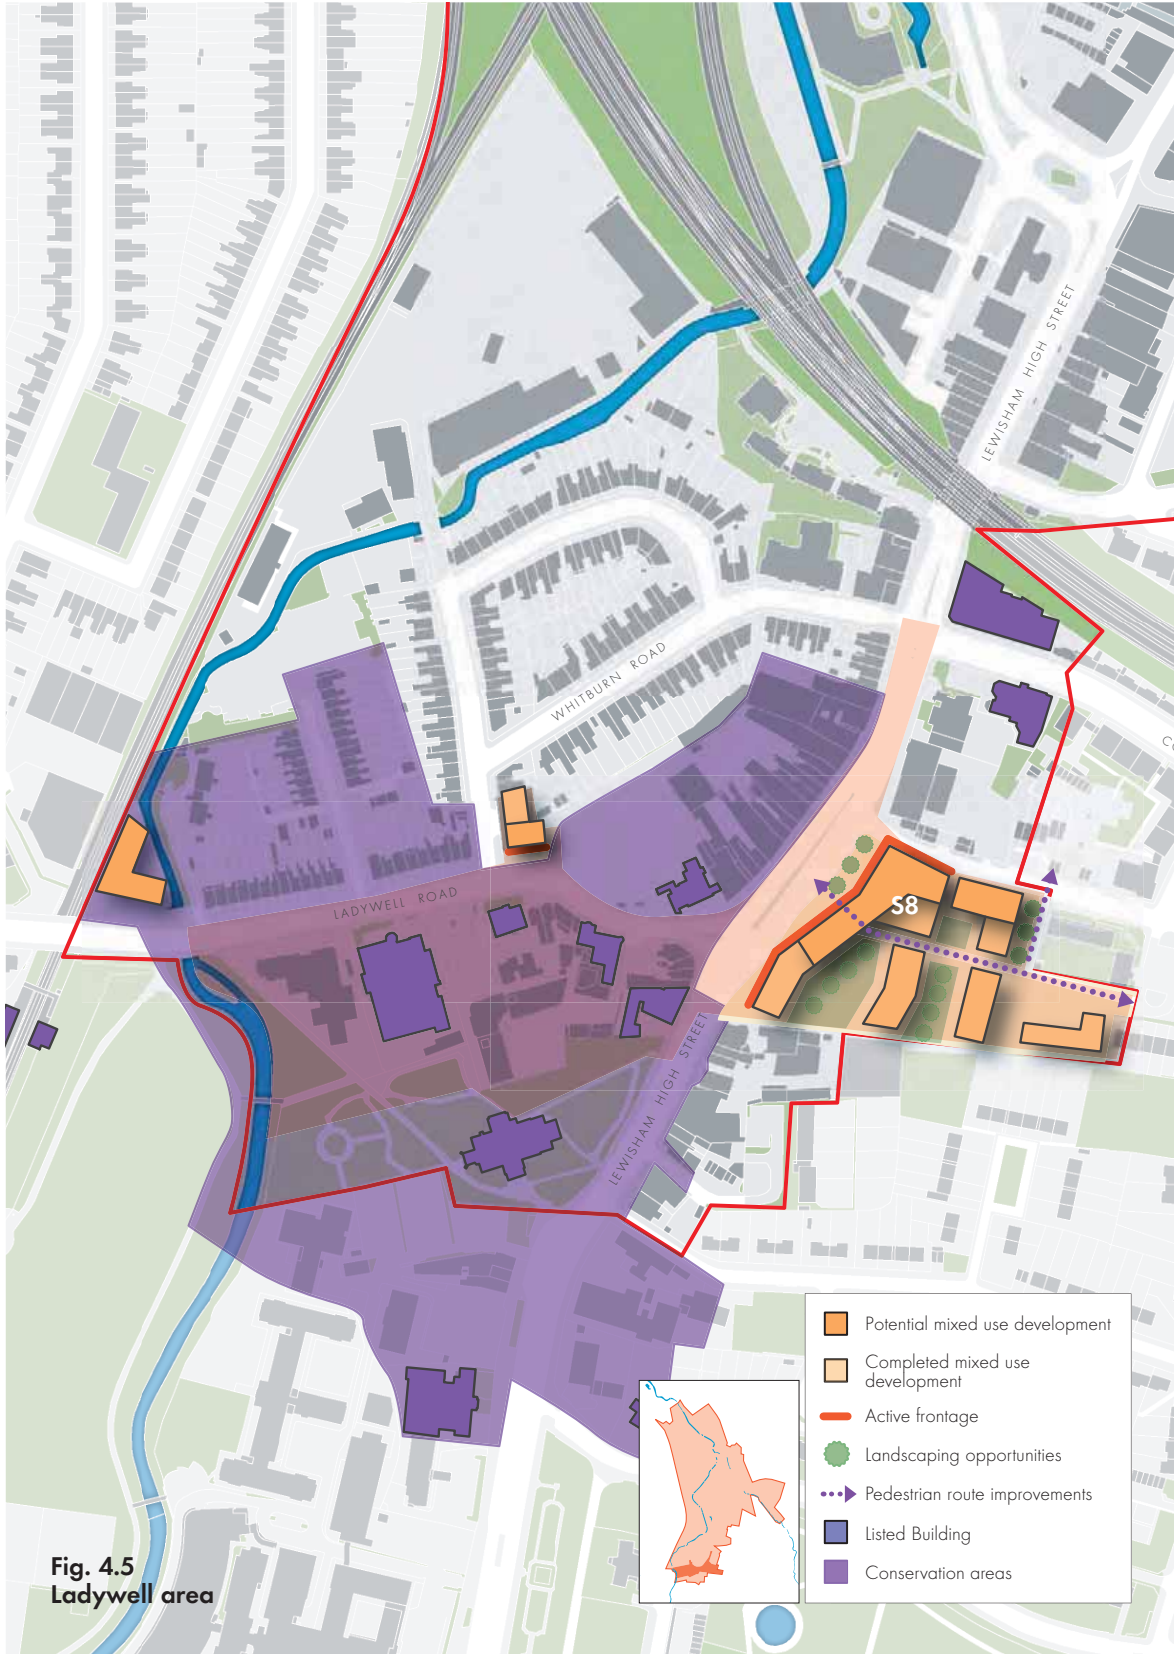 LEWISHAM HIGH STREET
WHITBURN ROAD
CO
LADYWELL ROAD
S8
LEWISHAM HIGH STREET
Potential mixed use development
Completed mixed use
development
Active frontage
Landscaping opportunities
Pedestrian route improvements
Listed Building
Conservation areas
Fig. 4.5
Ladywell area